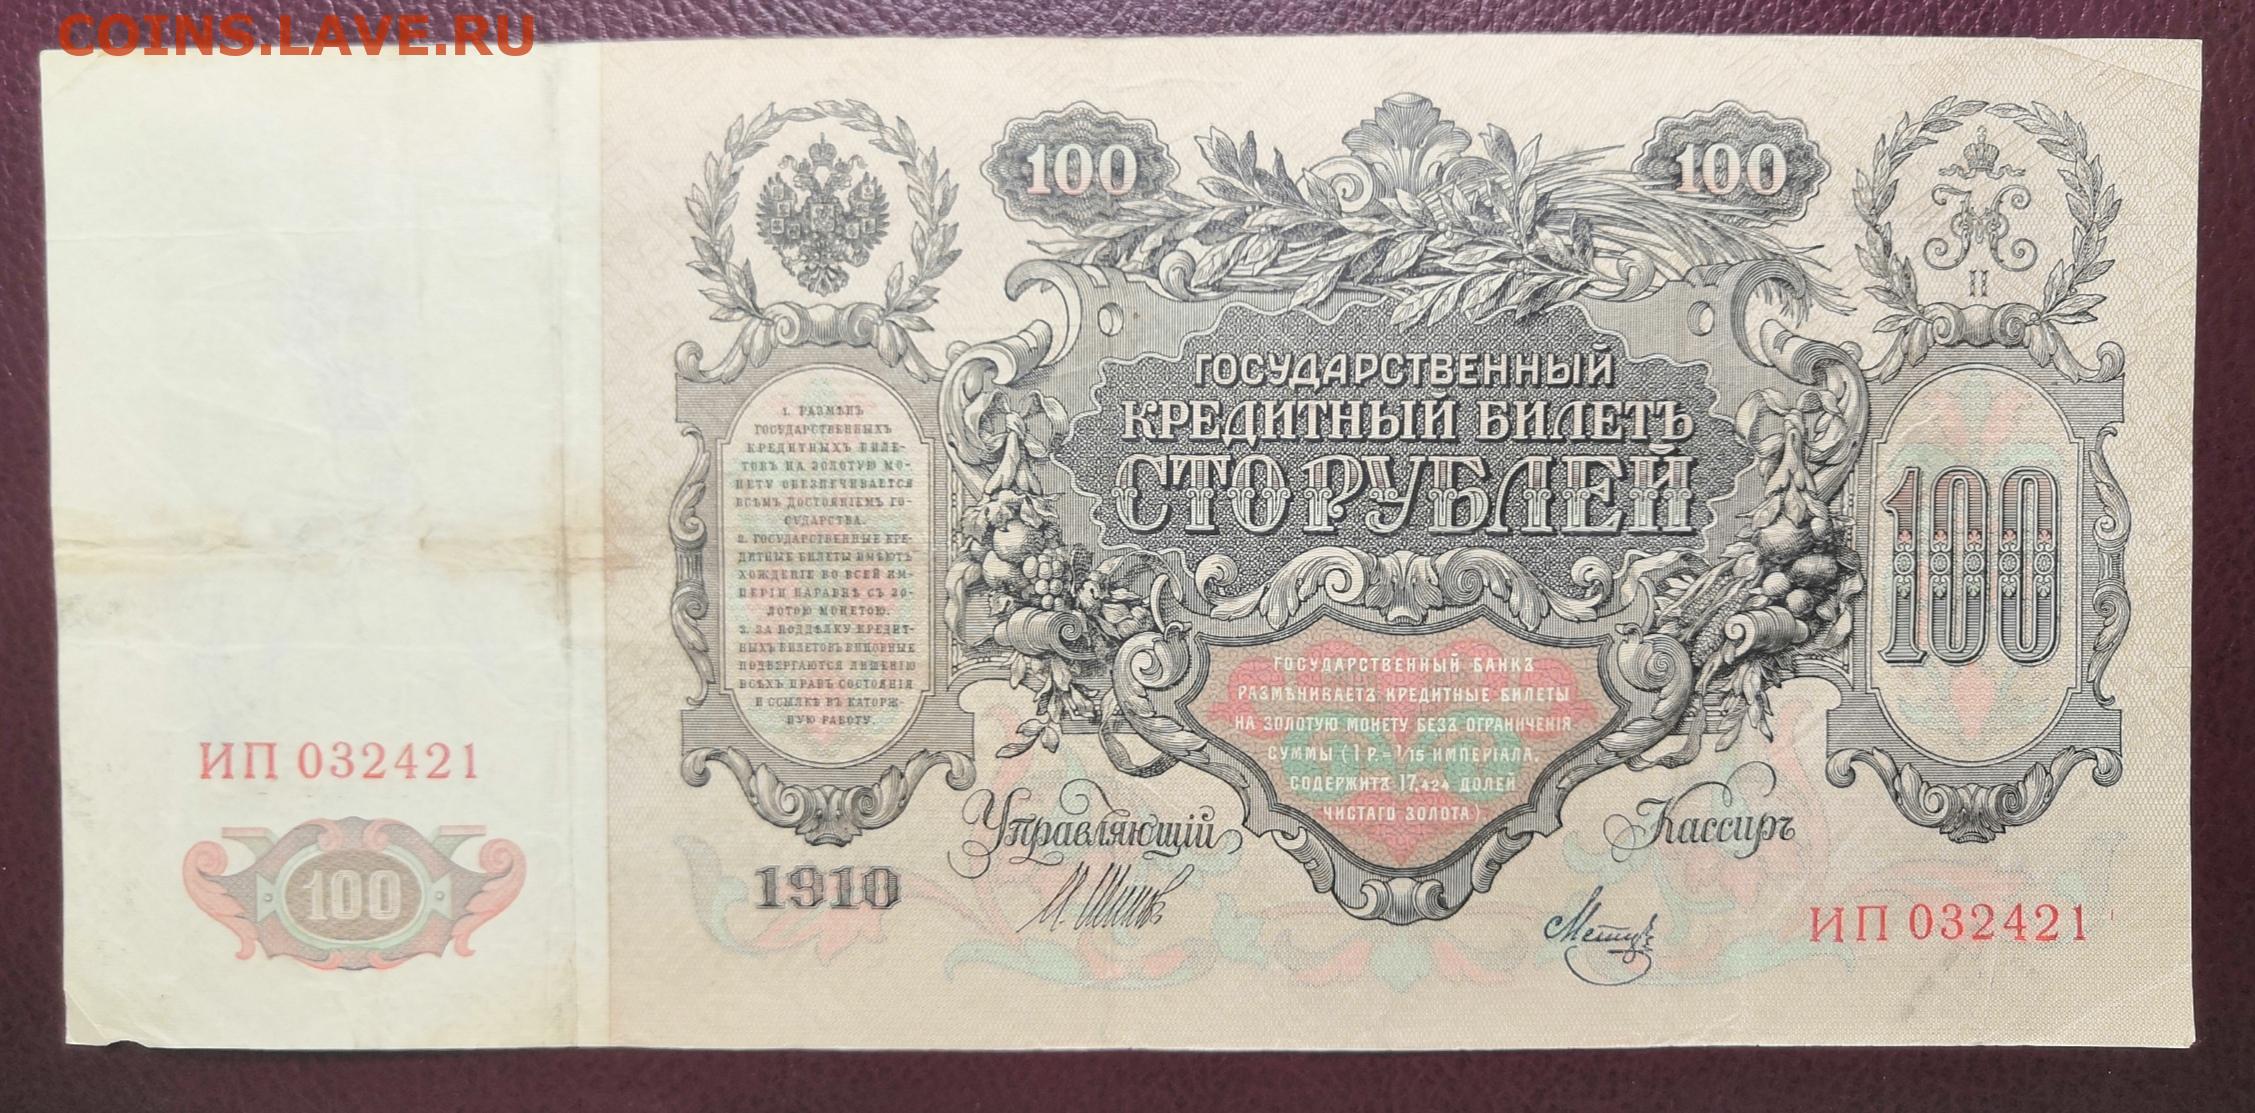 COINS.LAVE.RU
100
100
II
1. РАЗМѢНЪ
ГОСУДАРСТВЕННЫХЪ
КРЕДИТНЫХЪ БИЛЕ-
ТОВЪ НА ЗОЛОТУЮ МО-
НЕТУ ОБЕЗПЕЧИВАЕТСЯ
ВСѢМЪ ДОСТОЯНІЕМЪ ГО-
СУДАРСТВА.
2. ГОСУДАРСТВЕННЫЕ КРЕ-
ДИТНЫЕ БИЛЕТЫ ИМѢЮТЪ
ХОЖДЕНІЕ ВО ВСЕЙ ИМ-
ПЕРІИ НАРАВНѢ СЪ ЗО-
ЛОТОЮ МОНЕТОЮ.
3. ЗА ПОДДѢЛКУ КРЕДИТ-
НЫХЪ БИЛЕТОВЪ ВИНОВНЫЕ
ПОДВЕРГАЮТСЯ ЛИШЕНІЮ
ВСѢХЪ ПРАВЪ СОСТОЯНІЯ
И ССЫЛКѢ ВЪ КАТОРЖ-
НУЮ РАБОТУ.
ГОСУДАРСТВЕННЫЙ
КРЕДИТНЫЙ БИЛЕТЪ
СТО РУБЛЕЙ
100
ГОСУДАРСТВЕННЫЙ БАНКЪ
РАЗМѢНИВАЕТЪ КРЕДИТНЫЕ БИЛЕТЫ
НА ЗОЛОТУЮ МОНЕТУ БЕЗЪ ОГРАНИЧЕНІЯ
СУММЫ (1 Р.=1/15 ИМПЕРІАЛА,
СОДЕРЖИТЪ 17,424 ДОЛЕЙ
ЧИСТАГО ЗОЛОТА)
Управляющій
Кассиръ
И. Шипов
1910
ИП 032421
ИП 032421
100